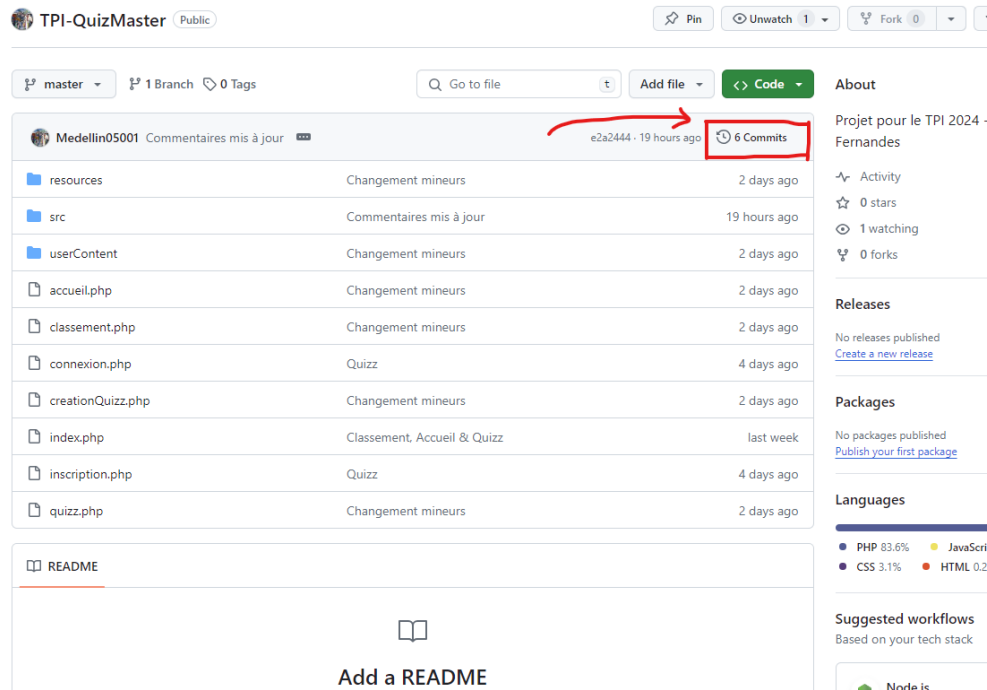 TPI-QuizMaster Public
Pin Unwatch 1 Fork 0
master 1 Branch 0 Tags Go to file t Add file Code
Medellin05001 Commentaires mis à jour e2a2444 · 19 hours ago 6 Commits
resources Changement mineurs 2 days ago
src Commentaires mis à jour 19 hours ago
userContent Changement mineurs 2 days ago
accueil.php Changement mineurs 2 days ago
classement.php Changement mineurs 2 days ago
connexion.php Quizz 4 days ago
creationQuizz.php Changement mineurs 2 days ago
index.php Classement, Accueil & Quizz last week
inscription.php Quizz 4 days ago
quizz.php Changement mineurs 2 days ago
README
Add a README
About
Projet pour le TPI 2024 -
Fernandes
Activity
0 stars
1 watching
0 forks
Releases
No releases published
Create a new release
Packages
No packages published
Publish your first package
Languages
PHP 83.6% JavaScri
CSS 3.1% HTML 0.2
Suggested workflows
Based on your tech stack
Node.js